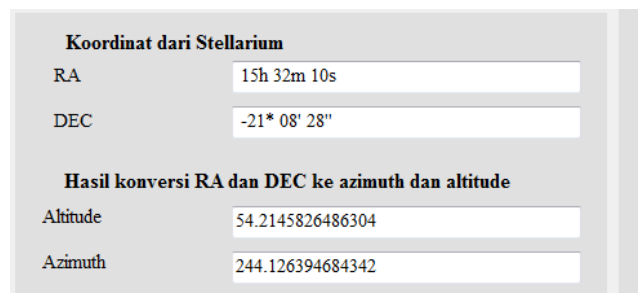 Koordinat dari Stellarium
RA 15h 32m 10s
DEC -21* 08' 28"
Hasil konversi RA dan DEC ke azimuth dan altitude
Altitude 54.2145826486304
Azimuth 244.126394684342